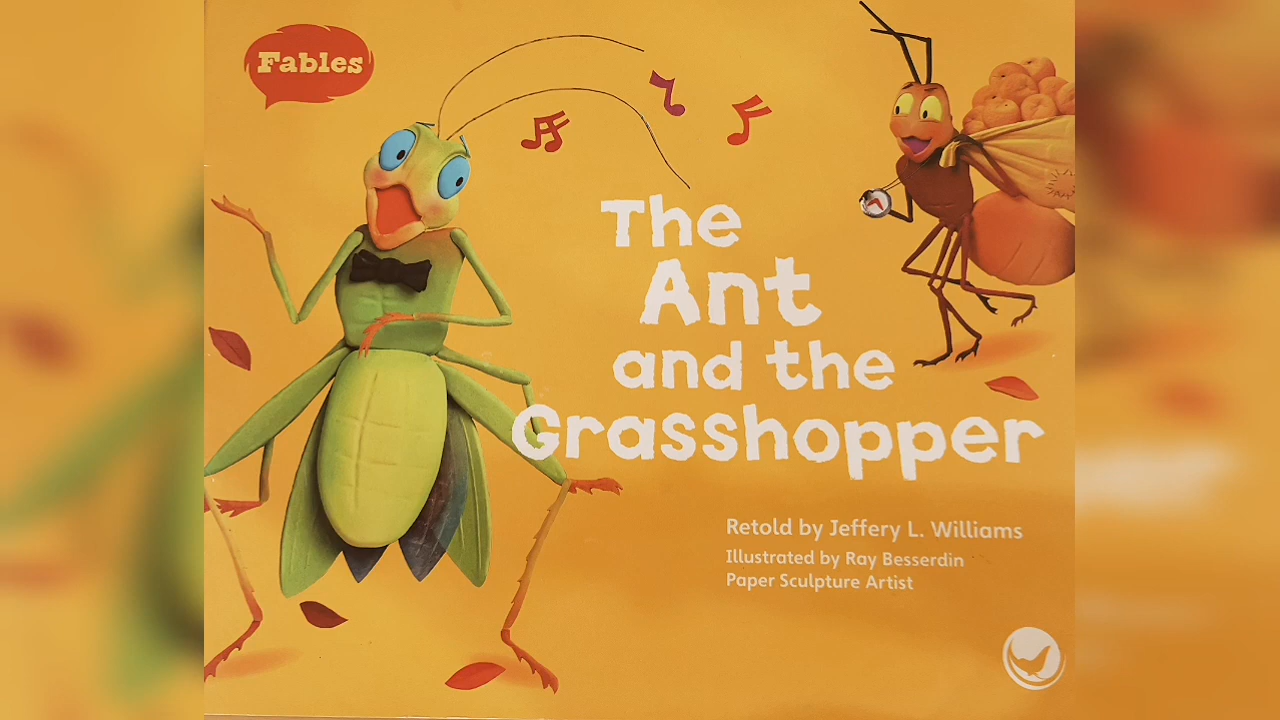 Fables
The
Ant
and the
Grasshopper
Retold by Jeffery L. Williams
Illustrated by Ray Besserdin
Paper Sculpture Artist